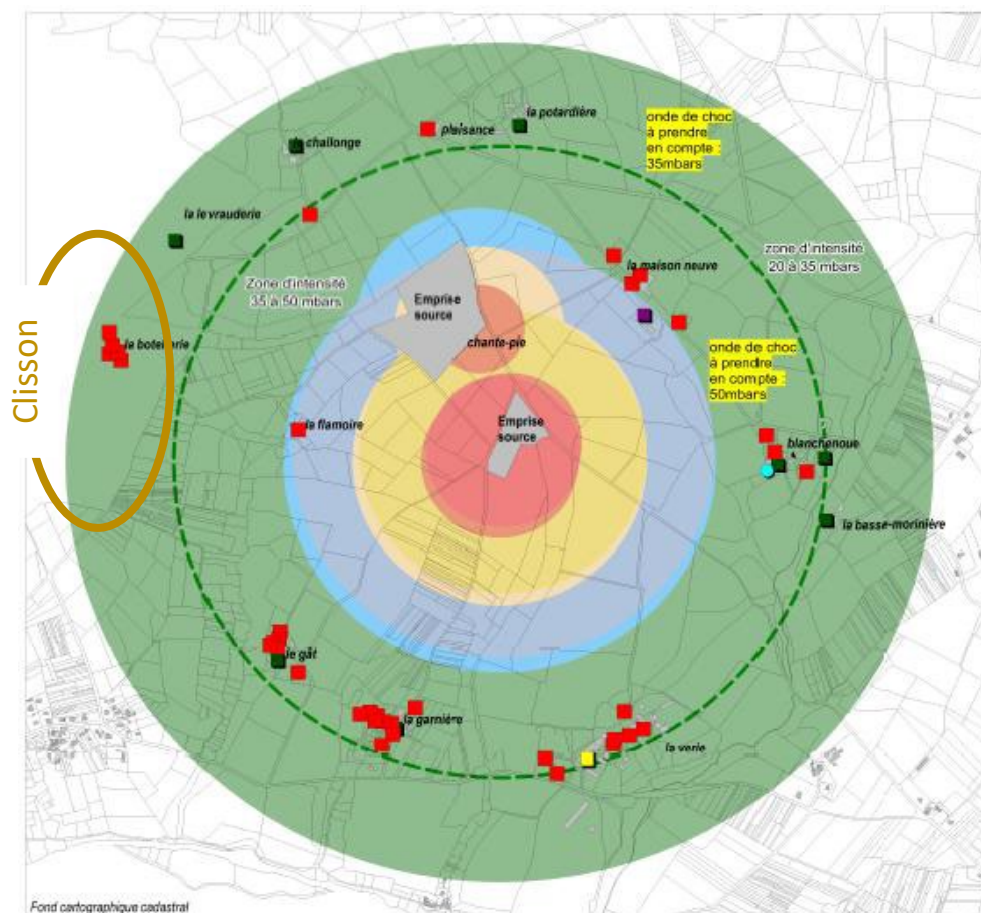 la potardière
plaisance
challonge
onde de choc
à prendre
en compte :
35mbars
la le vrauderie
zone d'intensité
20 à 35 mbars
la maison neuve
Zone d'intensité
35 à 50 mbars
Emprise
source
chante-pie
la botellerie
onde de choc
à prendre
en compte :
50mbars
Clisson
la flamoire
Emprise
source
blanchenoue
la basse-morinière
le gât
la garnière
la verie
Fond cartographique cadastral